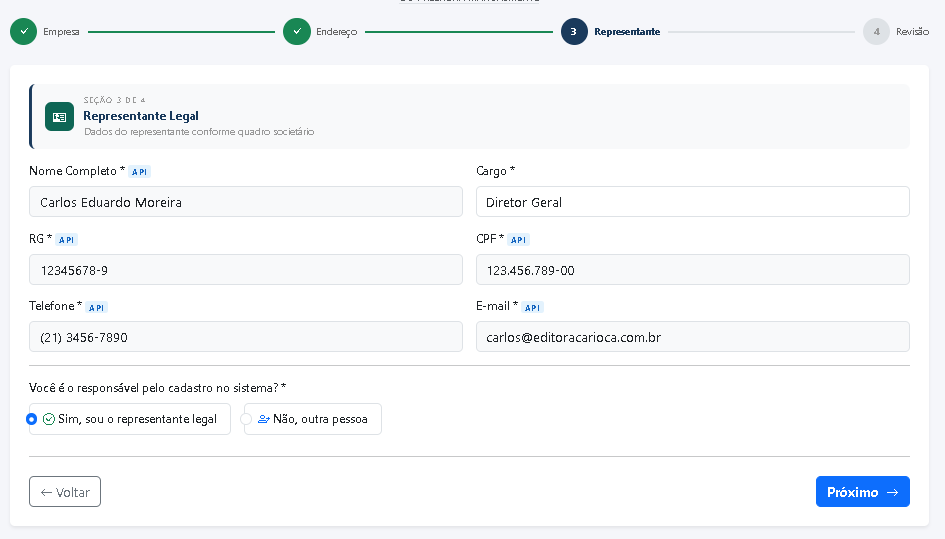 Empresa
Endereço
3
Representante
4
Revisão
SEÇÃO 3 DE 4
Representante Legal
Dados do representante conforme quadro societário
Nome Completo * API
Cargo *
Carlos Eduardo Moreira
Diretor Geral
RG * API
CPF * API
12345678-9
123.456.789-00
Telefone * API
E-mail * API
(21) 3456-7890
carlos@editoracarioca.com.br
Você é o responsável pelo cadastro no sistema? *
Sim, sou o representante legal
Não, outra pessoa
← Voltar
Próximo →